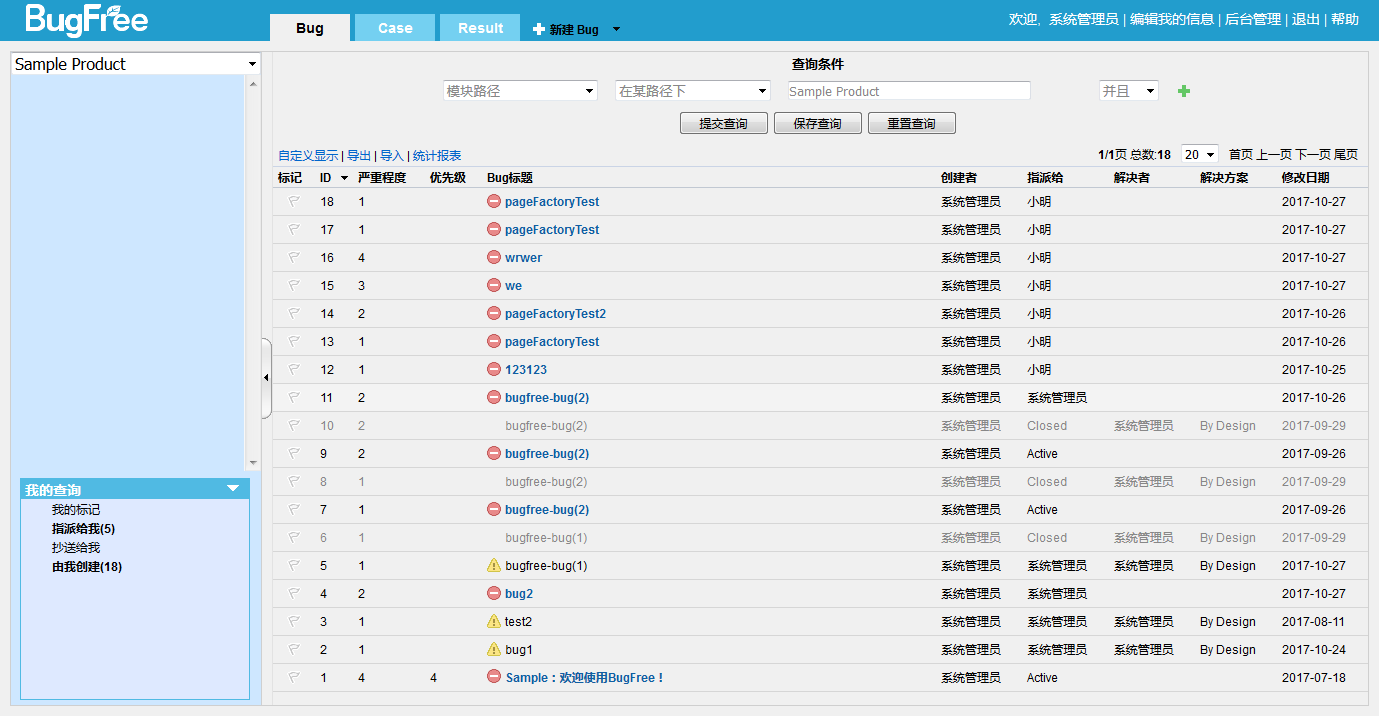 BugFree
Bug Case Result 新建 Bug
欢迎, 系统管理员 | 编辑我的信息 | 后台管理 | 退出 | 帮助
Sample Product
查询条件
模块路径 在某路径下 Sample Product 并且
提交查询 保存查询 重置查询
自定义显示 | 导出 | 导入 | 统计报表
1/1页 总数:18 20 首页 上一页 下一页 尾页
标记 ID 严重程度 优先级 Bug标题 创建者 指派给 解决者 解决方案 修改日期
18 1 pageFactoryTest 系统管理员 小明 2017-10-27
17 1 pageFactoryTest 系统管理员 小明 2017-10-27
16 4 wrwer 系统管理员 小明 2017-10-27
15 3 we 系统管理员 小明 2017-10-27
14 2 pageFactoryTest2 系统管理员 小明 2017-10-26
13 1 pageFactoryTest 系统管理员 小明 2017-10-26
12 1 123123 系统管理员 小明 2017-10-25
11 2 bugfree-bug(2) 系统管理员 系统管理员 2017-10-26
10 2 bugfree-bug(2) 系统管理员 Closed 系统管理员 By Design 2017-09-29
9 2 bugfree-bug(2) 系统管理员 Active 2017-09-26
8 1 bugfree-bug(2) 系统管理员 Closed 系统管理员 By Design 2017-09-29
7 1 bugfree-bug(2) 系统管理员 Active 2017-09-26
6 1 bugfree-bug(1) 系统管理员 Closed 系统管理员 By Design 2017-09-29
5 1 bugfree-bug(1) 系统管理员 系统管理员 系统管理员 By Design 2017-10-27
4 2 bug2 系统管理员 系统管理员 2017-10-27
3 1 test2 系统管理员 系统管理员 系统管理员 By Design 2017-08-11
2 1 bug1 系统管理员 系统管理员 系统管理员 By Design 2017-10-24
1 4 4 Sample：欢迎使用BugFree！ 系统管理员 Active 2017-07-18
我的查询
我的标记
指派给我(5)
抄送给我
由我创建(18)